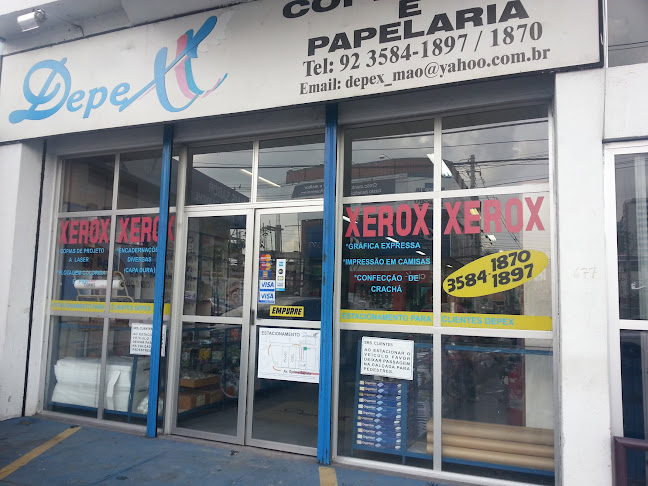 Depex
E
PAPELARIA
Tel: 92 3584-1897 / 1870
Email: depex_mao@yahoo.com.br
XEROX XEROX
CÓPIAS DE PROJETO
A LASER
*ENCADERNAÇÕES
DIVERSAS
(CAPA DURA)
VISA
VISA
EMPURRE
ESTACIONAMENTO
SRS. CLIENTES
XEROX XEROX
*GRÁFICA EXPRESSA
*IMPRESSÃO EM CAMISAS
*CONFECÇÃO DE
CRACHÁ
3584 1870
1897
ESTACIONAMENTO PARA CLIENTES DEPEX
SRS. CLIENTES
AO ESTACIONAR O
VEÍCULO FAVOR
DEIXAR PASSAGEM
NA CALÇADA PARA
PEDESTRES.
677